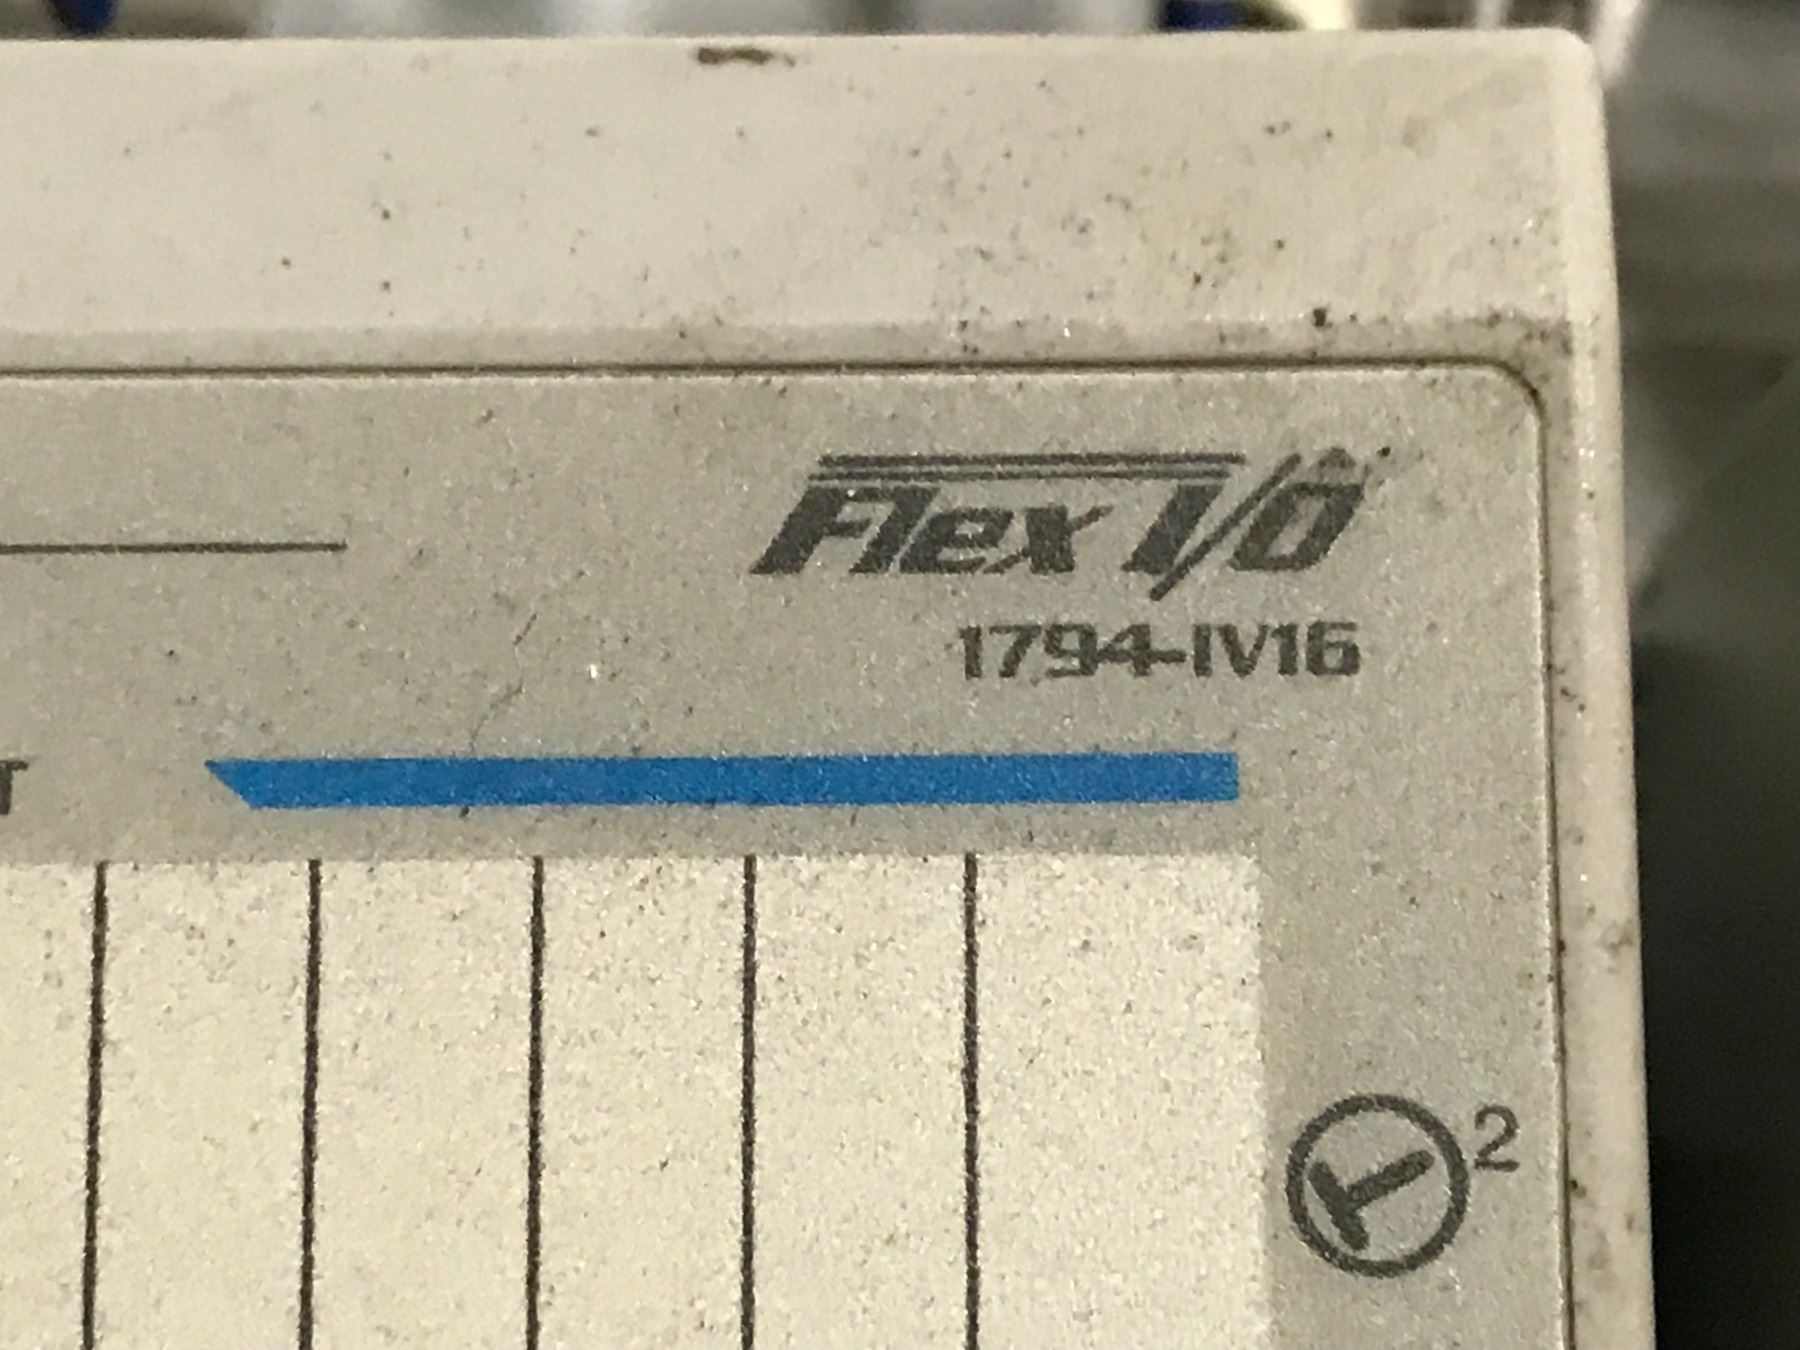 Flex I/O
1794-IV16
T
2